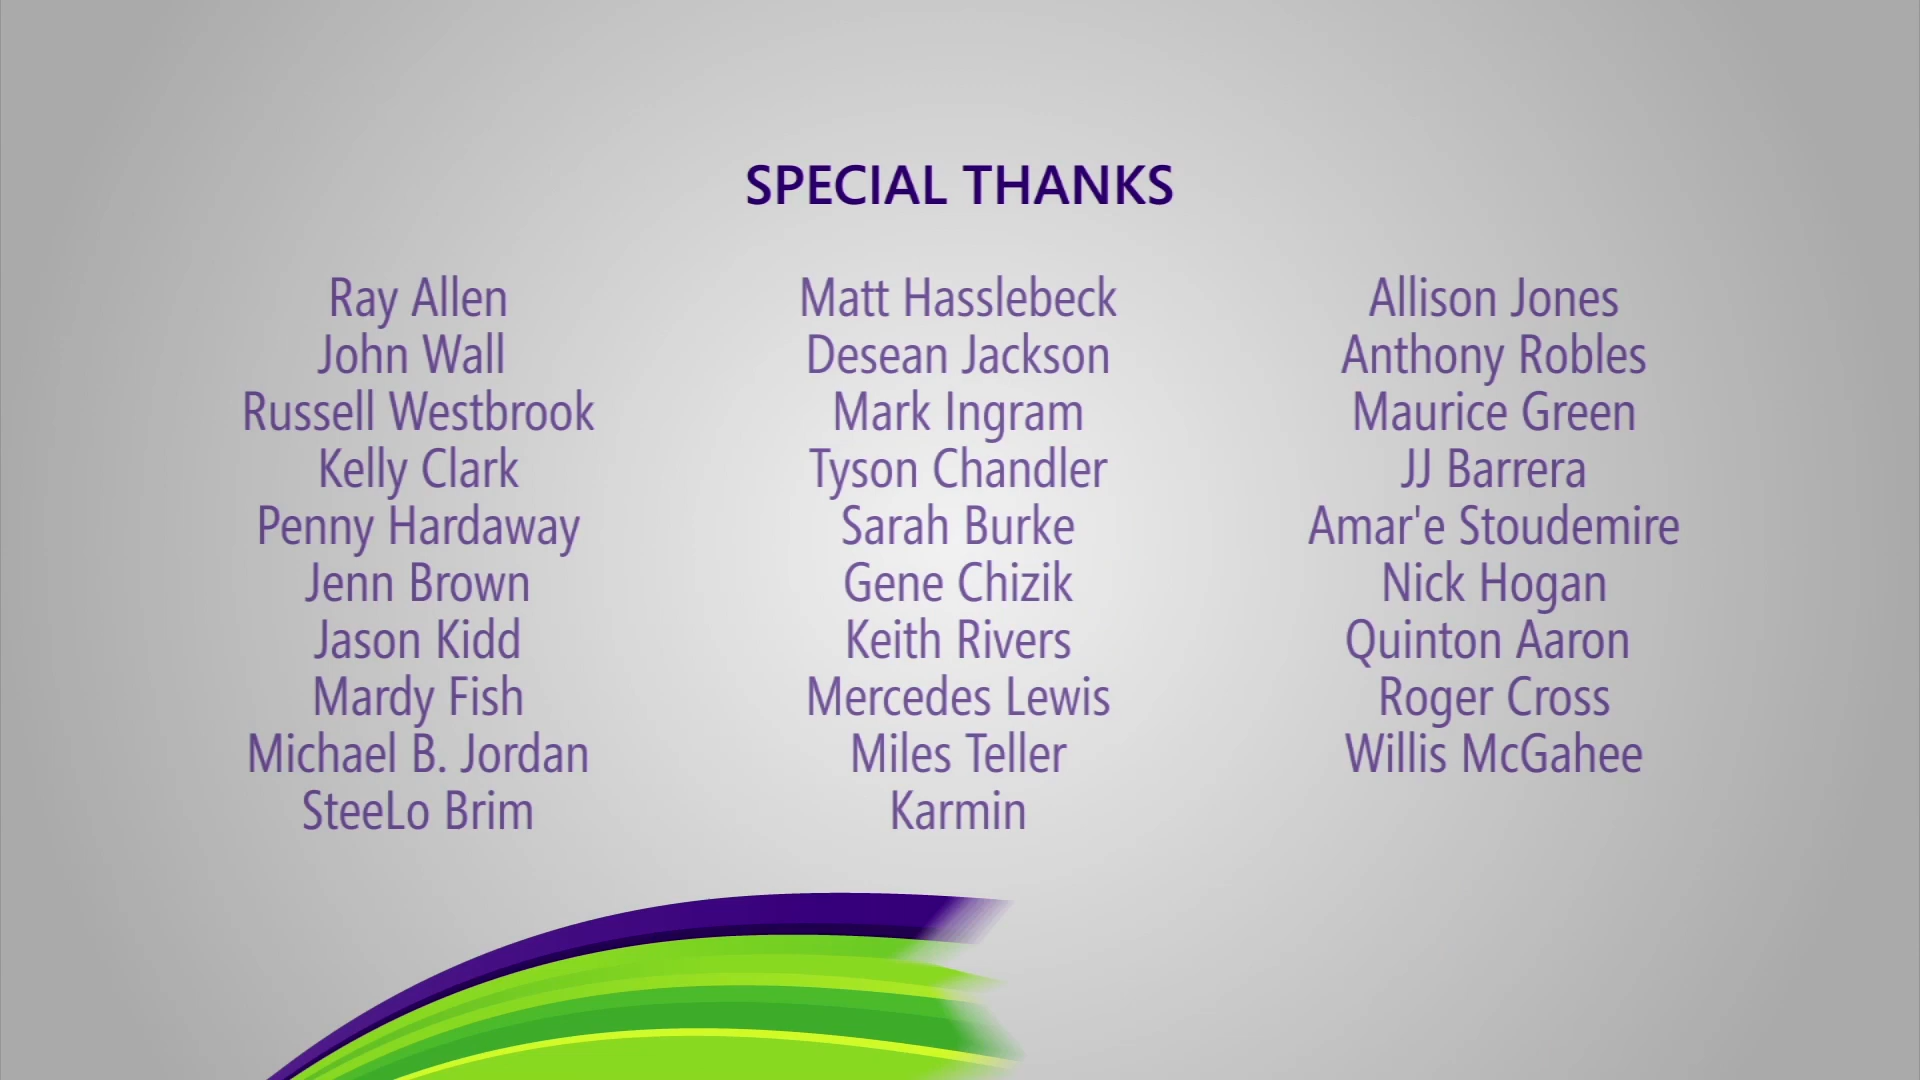 SPECIAL THANKS
Ray Allen
John Wall
Russell Westbrook
Kelly Clark
Penny Hardaway
Jenn Brown
Jason Kidd
Mardy Fish
Michael B. Jordan
SteeLo Brim
Matt Hasslebeck
Desean Jackson
Mark Ingram
Tyson Chandler
Sarah Burke
Gene Chizik
Keith Rivers
Mercedes Lewis
Miles Teller
Karmin
Allison Jones
Anthony Robles
Maurice Green
JJ Barrera
Amar'e Stoudemire
Nick Hogan
Quinton Aaron
Roger Cross
Willis McGahee